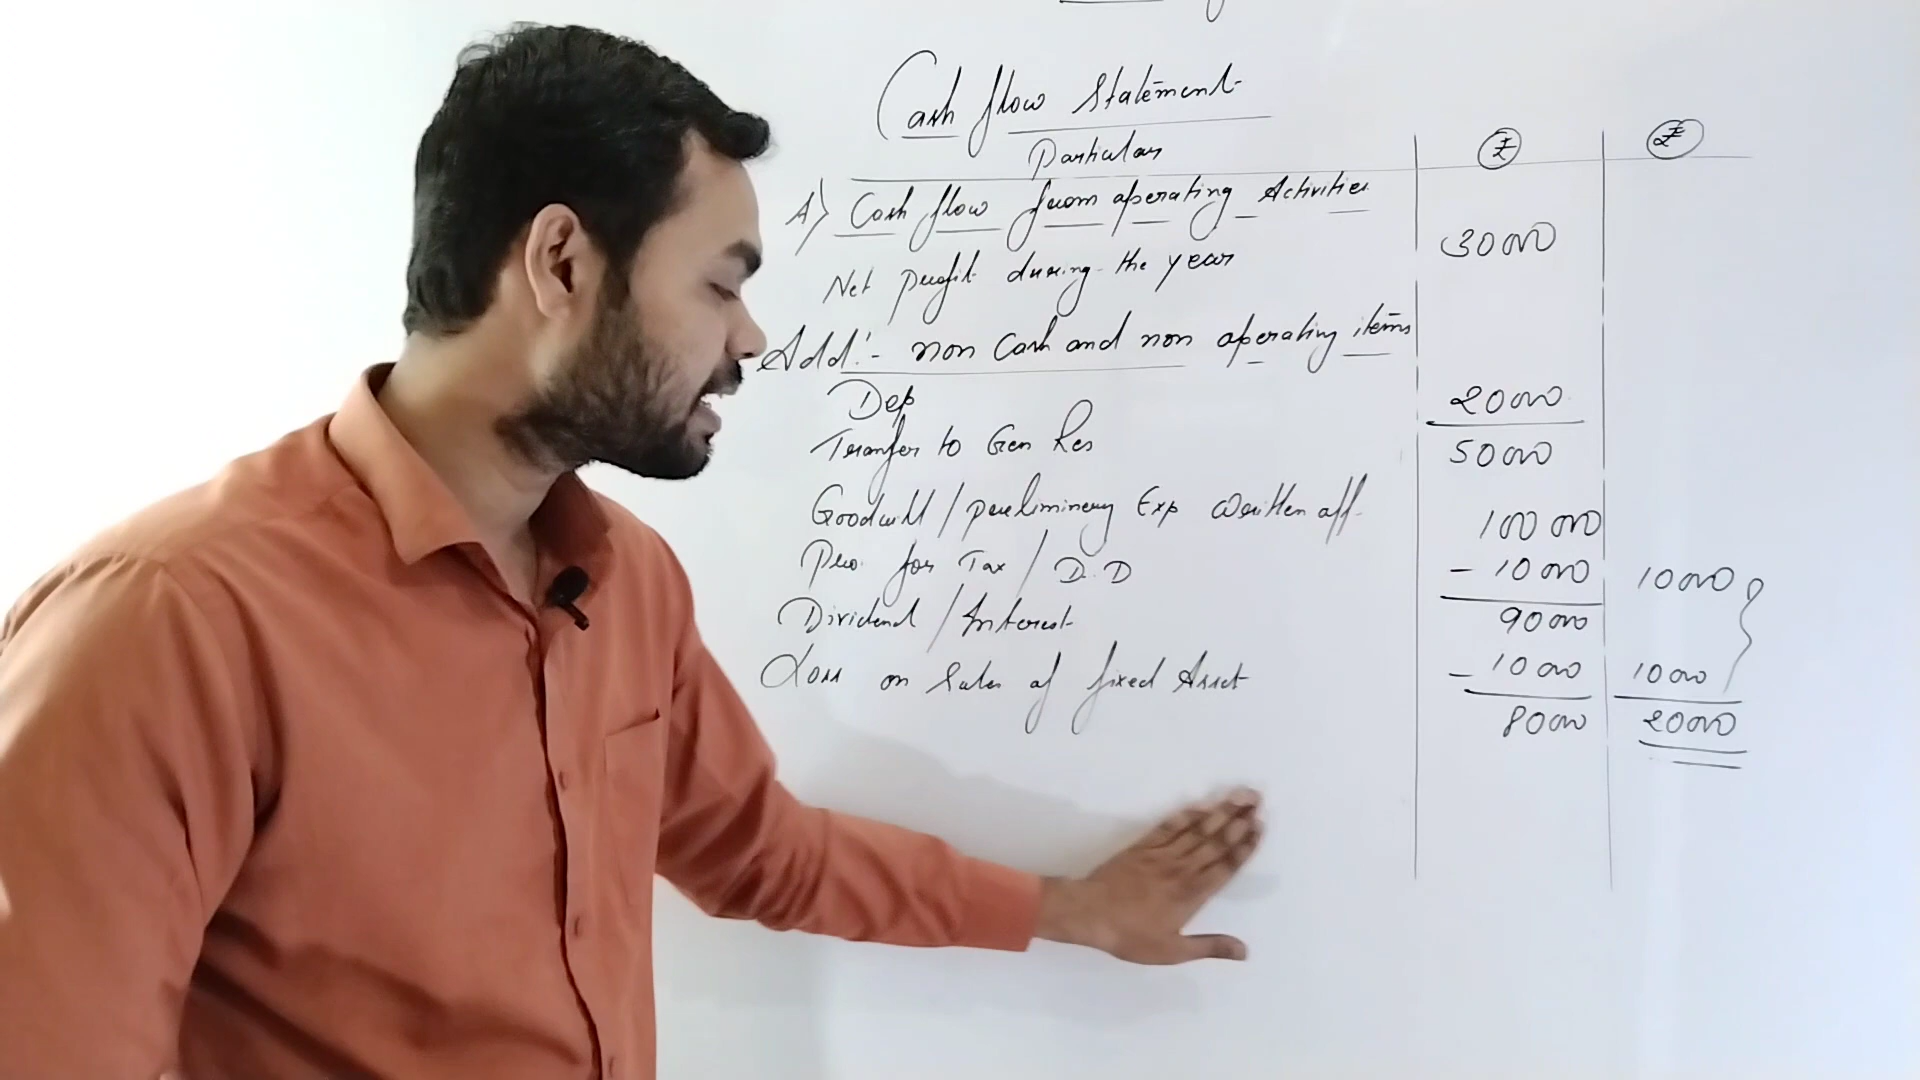 Cash flow Statement
Particulars ₹ ₹
A) Cash flow from operating Activities
Net profit during the year 30000
Add:- non Cash and non operating items
Dep 20000
Transfer to Gen Res 50000
Goodwill / preliminery Exp written off 100000
Pro. for Tax / D.D - 10000 10000
Dividend / Interest 90000
Loss on Sales of fixed Asset - 10000 10000
80000 20000